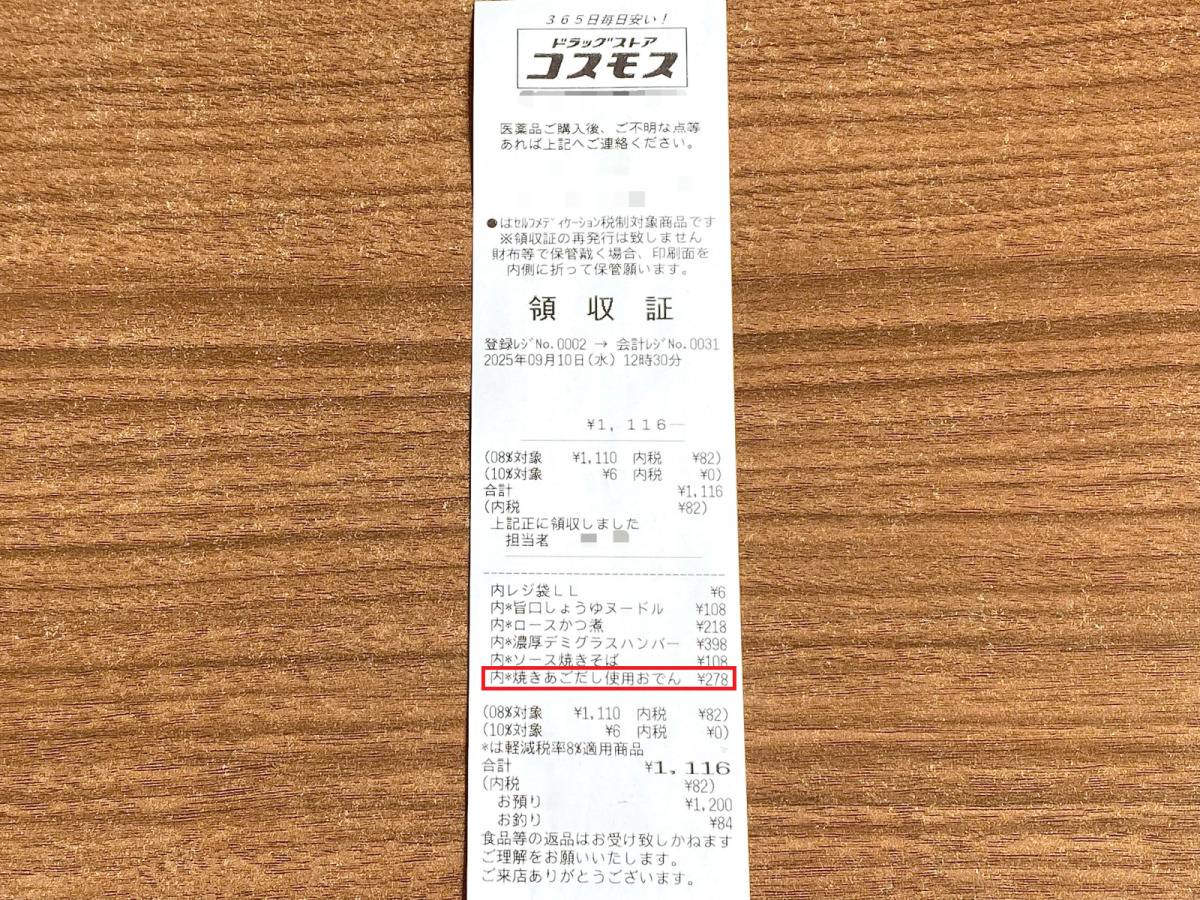 365日毎日安い!
ドラッグストア
コスモス
医薬品ご購入後、ご不明な点等
あれば上記へご連絡ください。
●はｾﾙﾌﾒﾃﾞｨｹｰｼｮﾝ税制対象商品です
※領収証の再発行は致しません
財布等で保管戴く場合、印刷面を
内側に折って保管願います。
領収証
登録ﾚｼﾞNo.0002 → 会計ﾚｼﾞNo.0031
2025年09月10日(水) 12時30分
¥1,116―
(08%対象 ¥1,110 内税 ¥82)
(10%対象 ¥6 内税 ¥0)
合計 ¥1,116
(内税 ¥82)
上記正に領収しました
担当者
内レジ袋LL ¥6
内*旨口しょうゆヌードル ¥108
内*ロースかつ煮 ¥218
内*濃厚デミグラスハンバー ¥398
内*ソース焼きそば ¥108
内*焼きあごだし使用おでん ¥278
(08%対象 ¥1,110 内税 ¥82)
(10%対象 ¥6 内税 ¥0)
*は軽減税率8%適用商品
合計 ¥1,116
(内税 ¥82)
お預り ¥1,200
お釣り ¥84
食品等の返品はお受け致しかねます
ご理解をお願いいたします。
ご来店ありがとうございます。